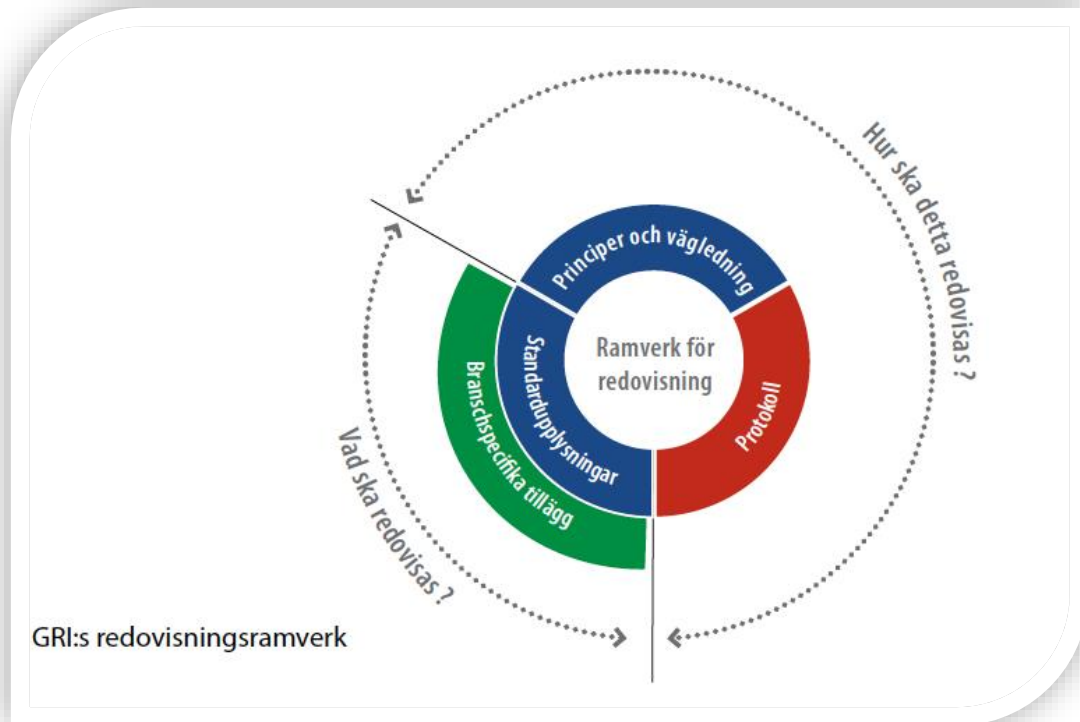 Hur ska detta redovisas ?
Principer och vägledning
Ramverk för
redovisning
Standardupplysningar
Branschspecifika tillägg
Protokoll
Vad ska redovisas ?
GRI:s redovisningsramverk